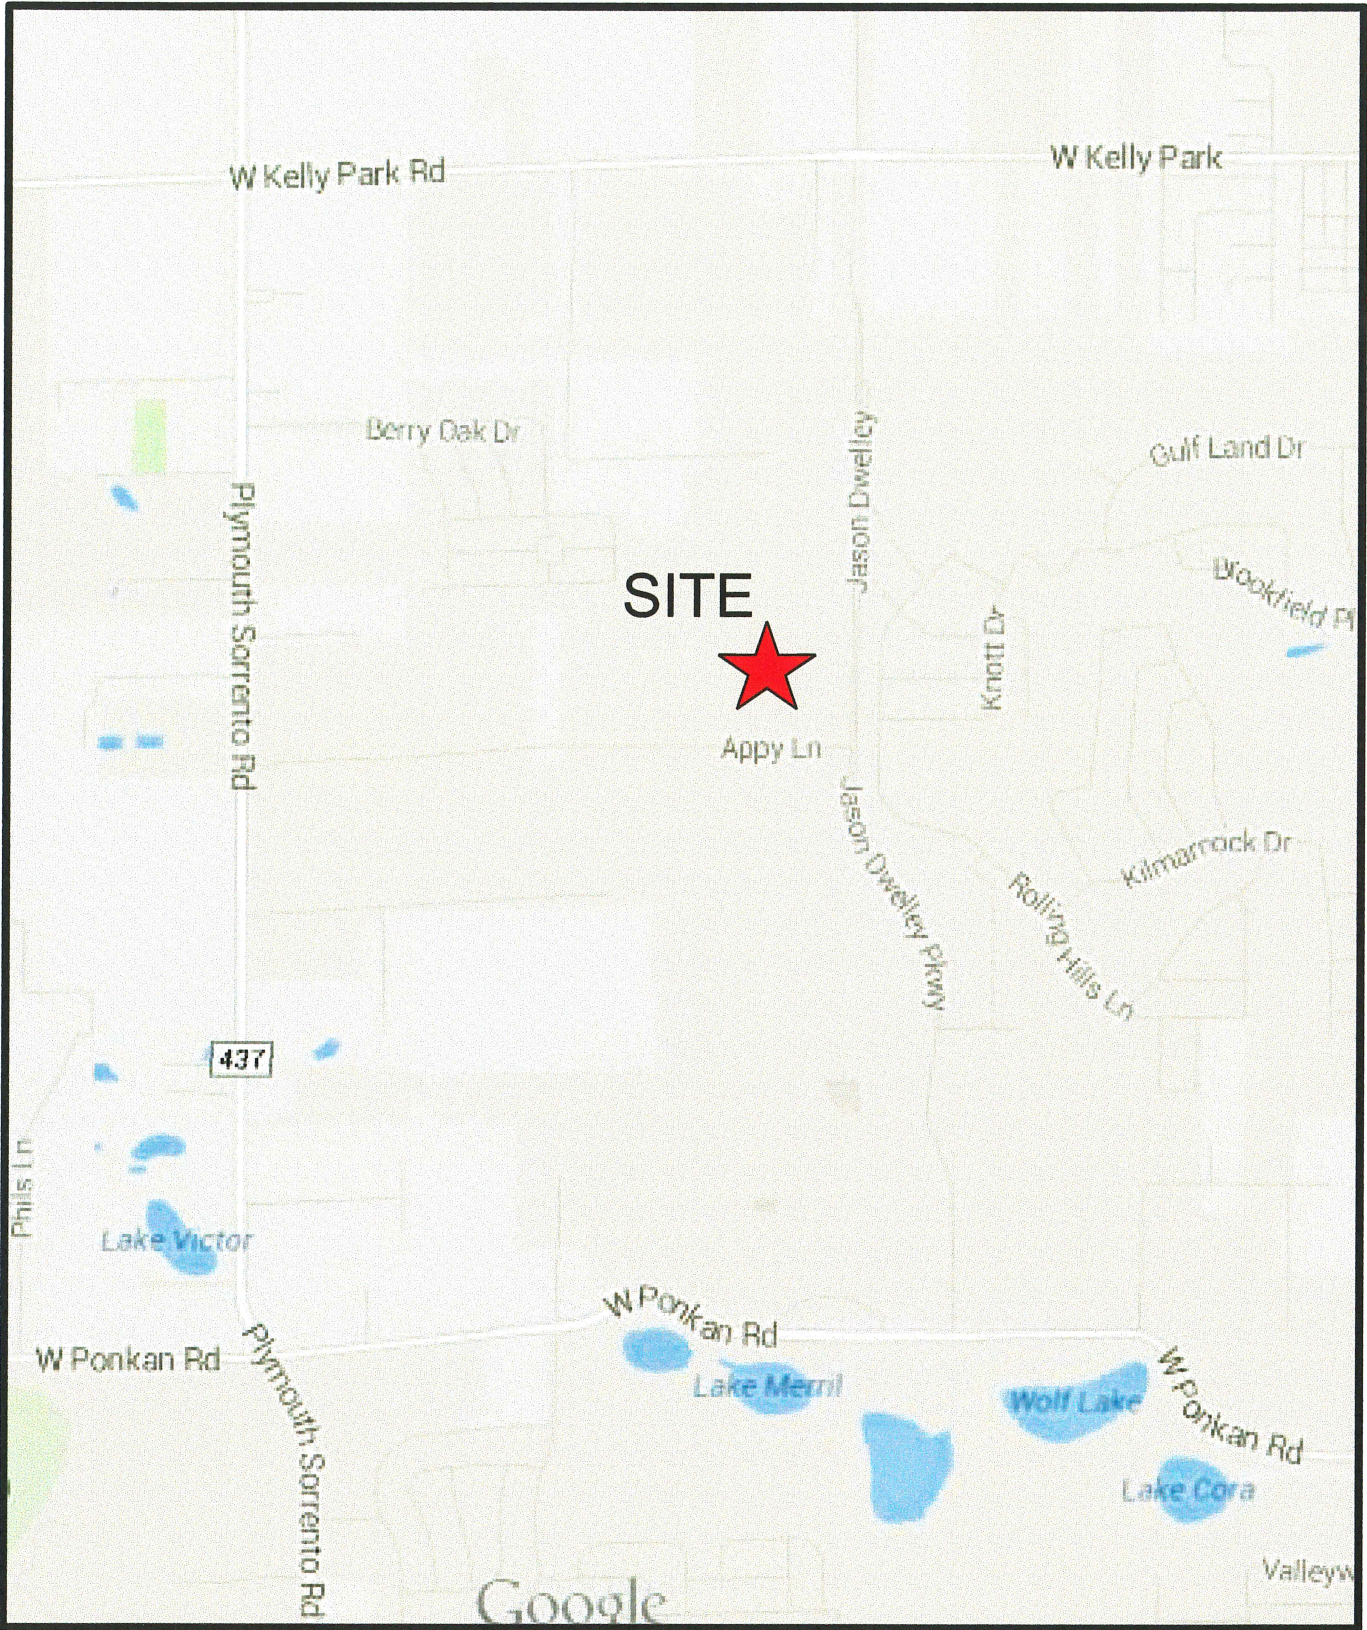 W Kelly Park Rd
W Kelly Park
Berry Oak Dr
Jason Dwelley
Gulf Land Dr
Plymouth Sorrento Rd
SITE
Brookfield Pl
Knott Dr
Appy Ln
Jason Dwelley Pkwy
Kilmarnock Dr
Rolling Hills Ln
437
Phils Ln
Lake Victor
W Ponkan Rd
W Ponkan Rd
Plymouth Sorrento Rd
Lake Merril
Wolf Lake
W Ponkan Rd
Lake Cora
Valleyw
Google